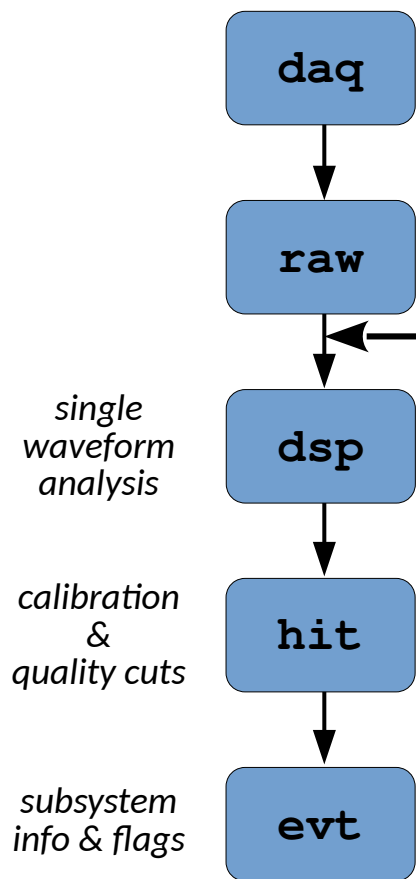 daq
raw
single
waveform
analysis
dsp
calibration
&
quality cuts
hit
subsystem
info & flags
evt